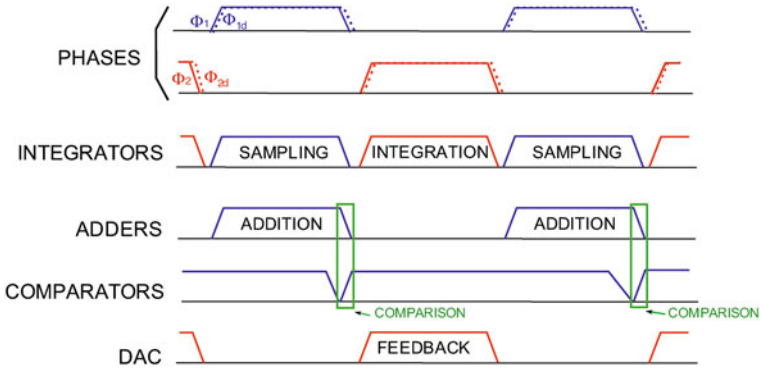 Φ1 Φ1d
PHASES
Φ2 Φ2d
INTEGRATORS SAMPLING INTEGRATION SAMPLING
ADDERS ADDITION ADDITION
COMPARATORS
COMPARISON COMPARISON
DAC FEEDBACK